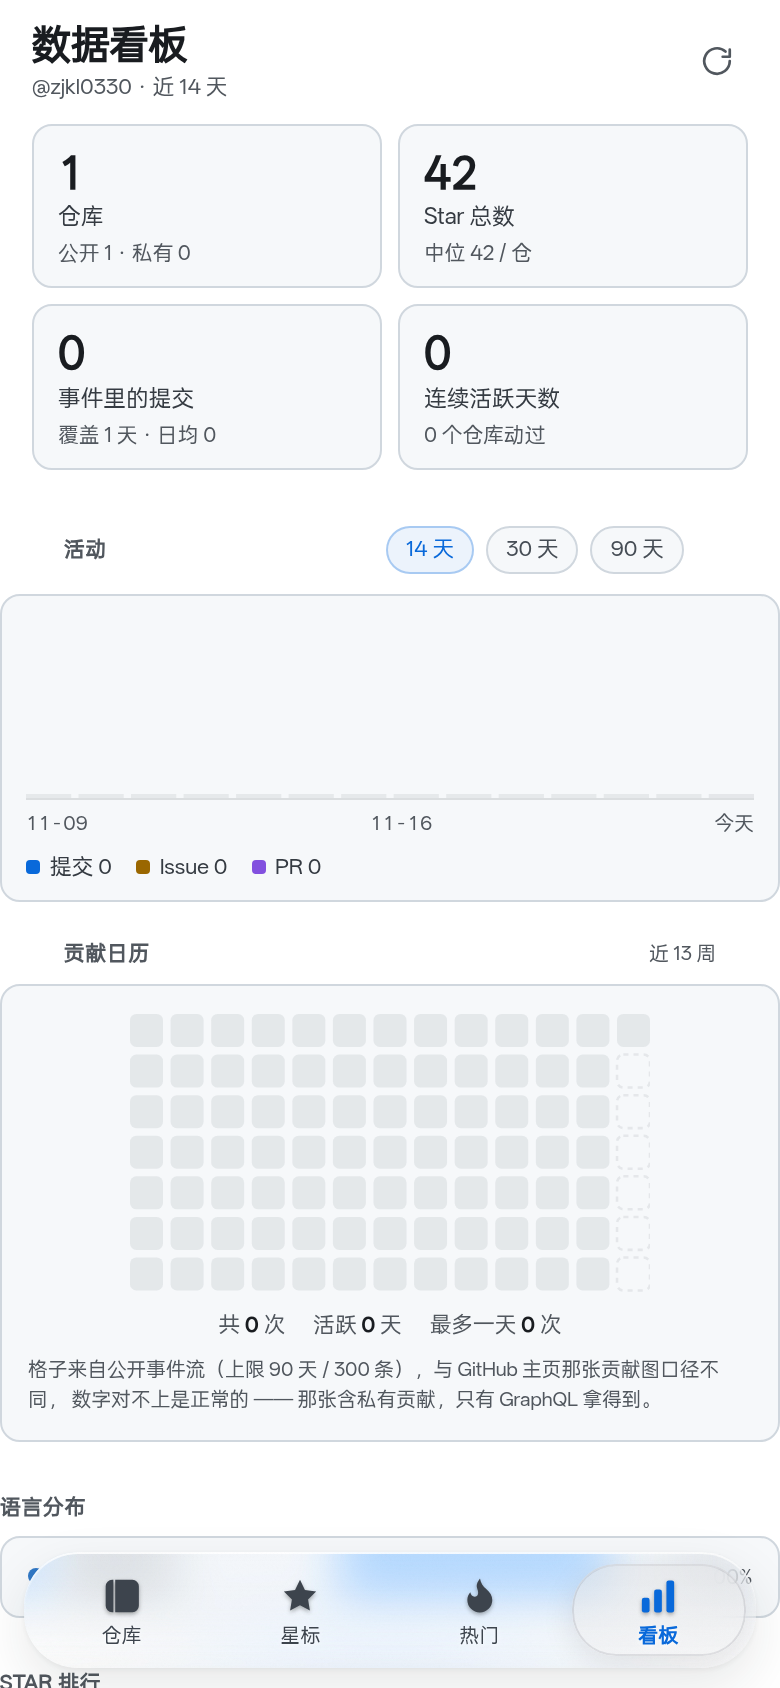 数据看板
@zjkl0330 · 近 14 天
1
仓库
公开 1 · 私有 0
42
Star 总数
中位 42 / 仓
0
事件里的提交
覆盖 1 天 · 日均 0
0
连续活跃天数
0 个仓库动过
活动
14 天
30 天
90 天
11-09
11-16
今天
提交 0
Issue 0
PR 0
贡献日历
近 13 周
共 0 次 活跃 0 天 最多一天 0 次
格子来自公开事件流（上限 90 天 / 300 条），与 GitHub 主页那张贡献图口径不
同， 数字对不上是正常的 —— 那张含私有贡献，只有 GraphQL 拿得到。
语言分布
仓库
星标
热门
看板
STAR 排行